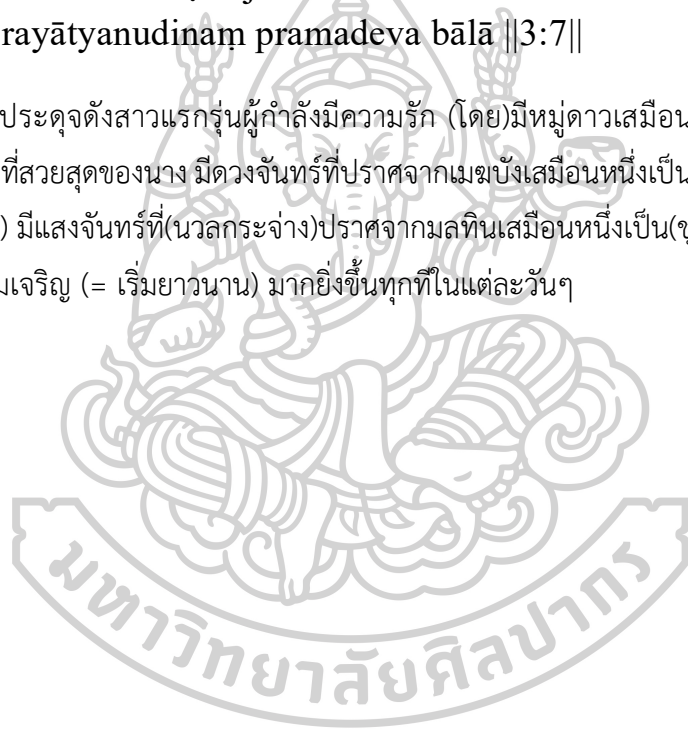 rayātyanudinaṃ pramadeva bālā ||3:7||
ประดุจดังสาวแรกรุ่นผู้กำลังมีความรัก (โดย)มีหมู่ดาวเสมือน
ที่สวยสุดของนาง มีดวงจันทร์ที่ปราศจากเมฆบังเสมือนหนึ่งเป็น
) มีแสงจันทร์ที่(นวลกระจ่าง)ปราศจากมลทินเสมือนหนึ่งเป็น(ชุ
มเจริญ (= เริ่มยาวนาน) มากยิ่งขึ้นทุกทีในแต่ละวันๆ
มหาวิทยาลัยศิลปากร